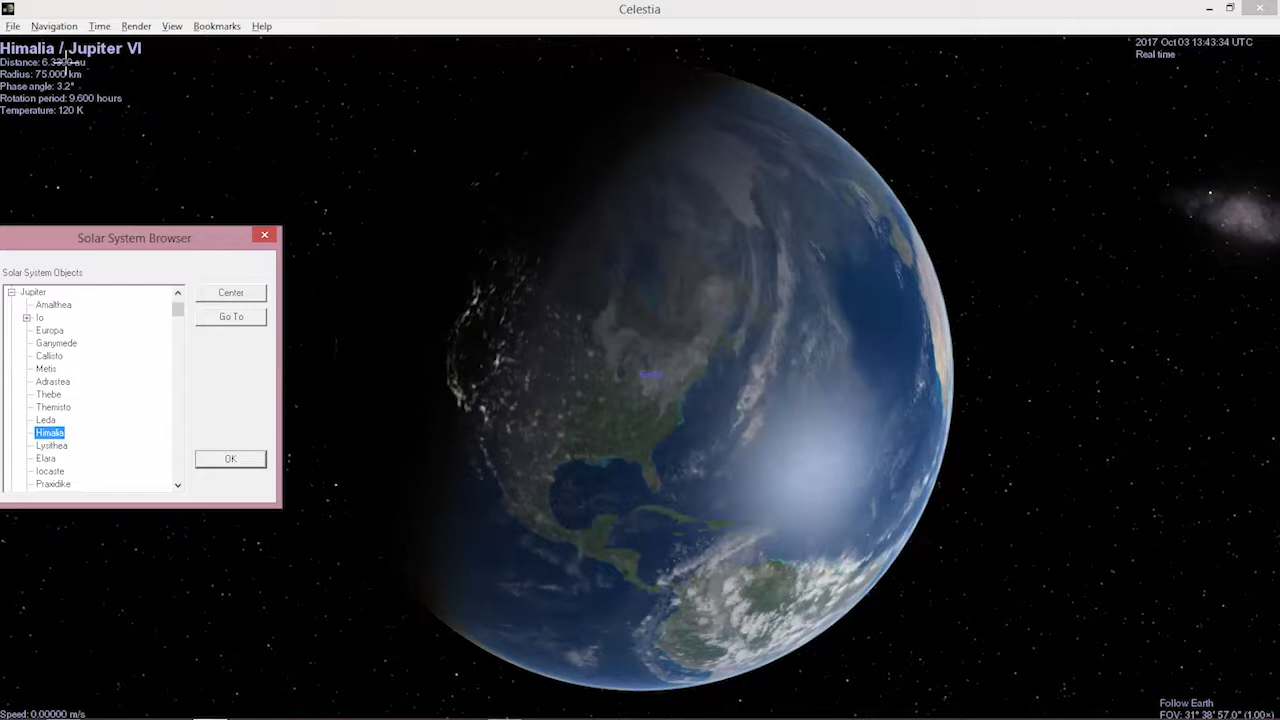 Celestia
File Navigation Time Render View Bookmarks Help
Himalia / Jupiter VI
Radius: 75.000 km
Phase angle: 3.2°
Rotation period: 9.600 hours
Temperature: 120 K
2017 Oct 03 13:43:34 UTC
Real time
Solar System Browser
Solar System Objects
Jupiter
Amalthea
Io
Europa
Ganymede
Callisto
Metis
Adrastea
Thebe
Themisto
Leda
Himalia
Lysithea
Elara
Iocaste
Praxidike
Center
Go To
OK
Speed: 0.00000 m/s
Follow Earth
FOV: 31° 38' 57.0" (1.00×)